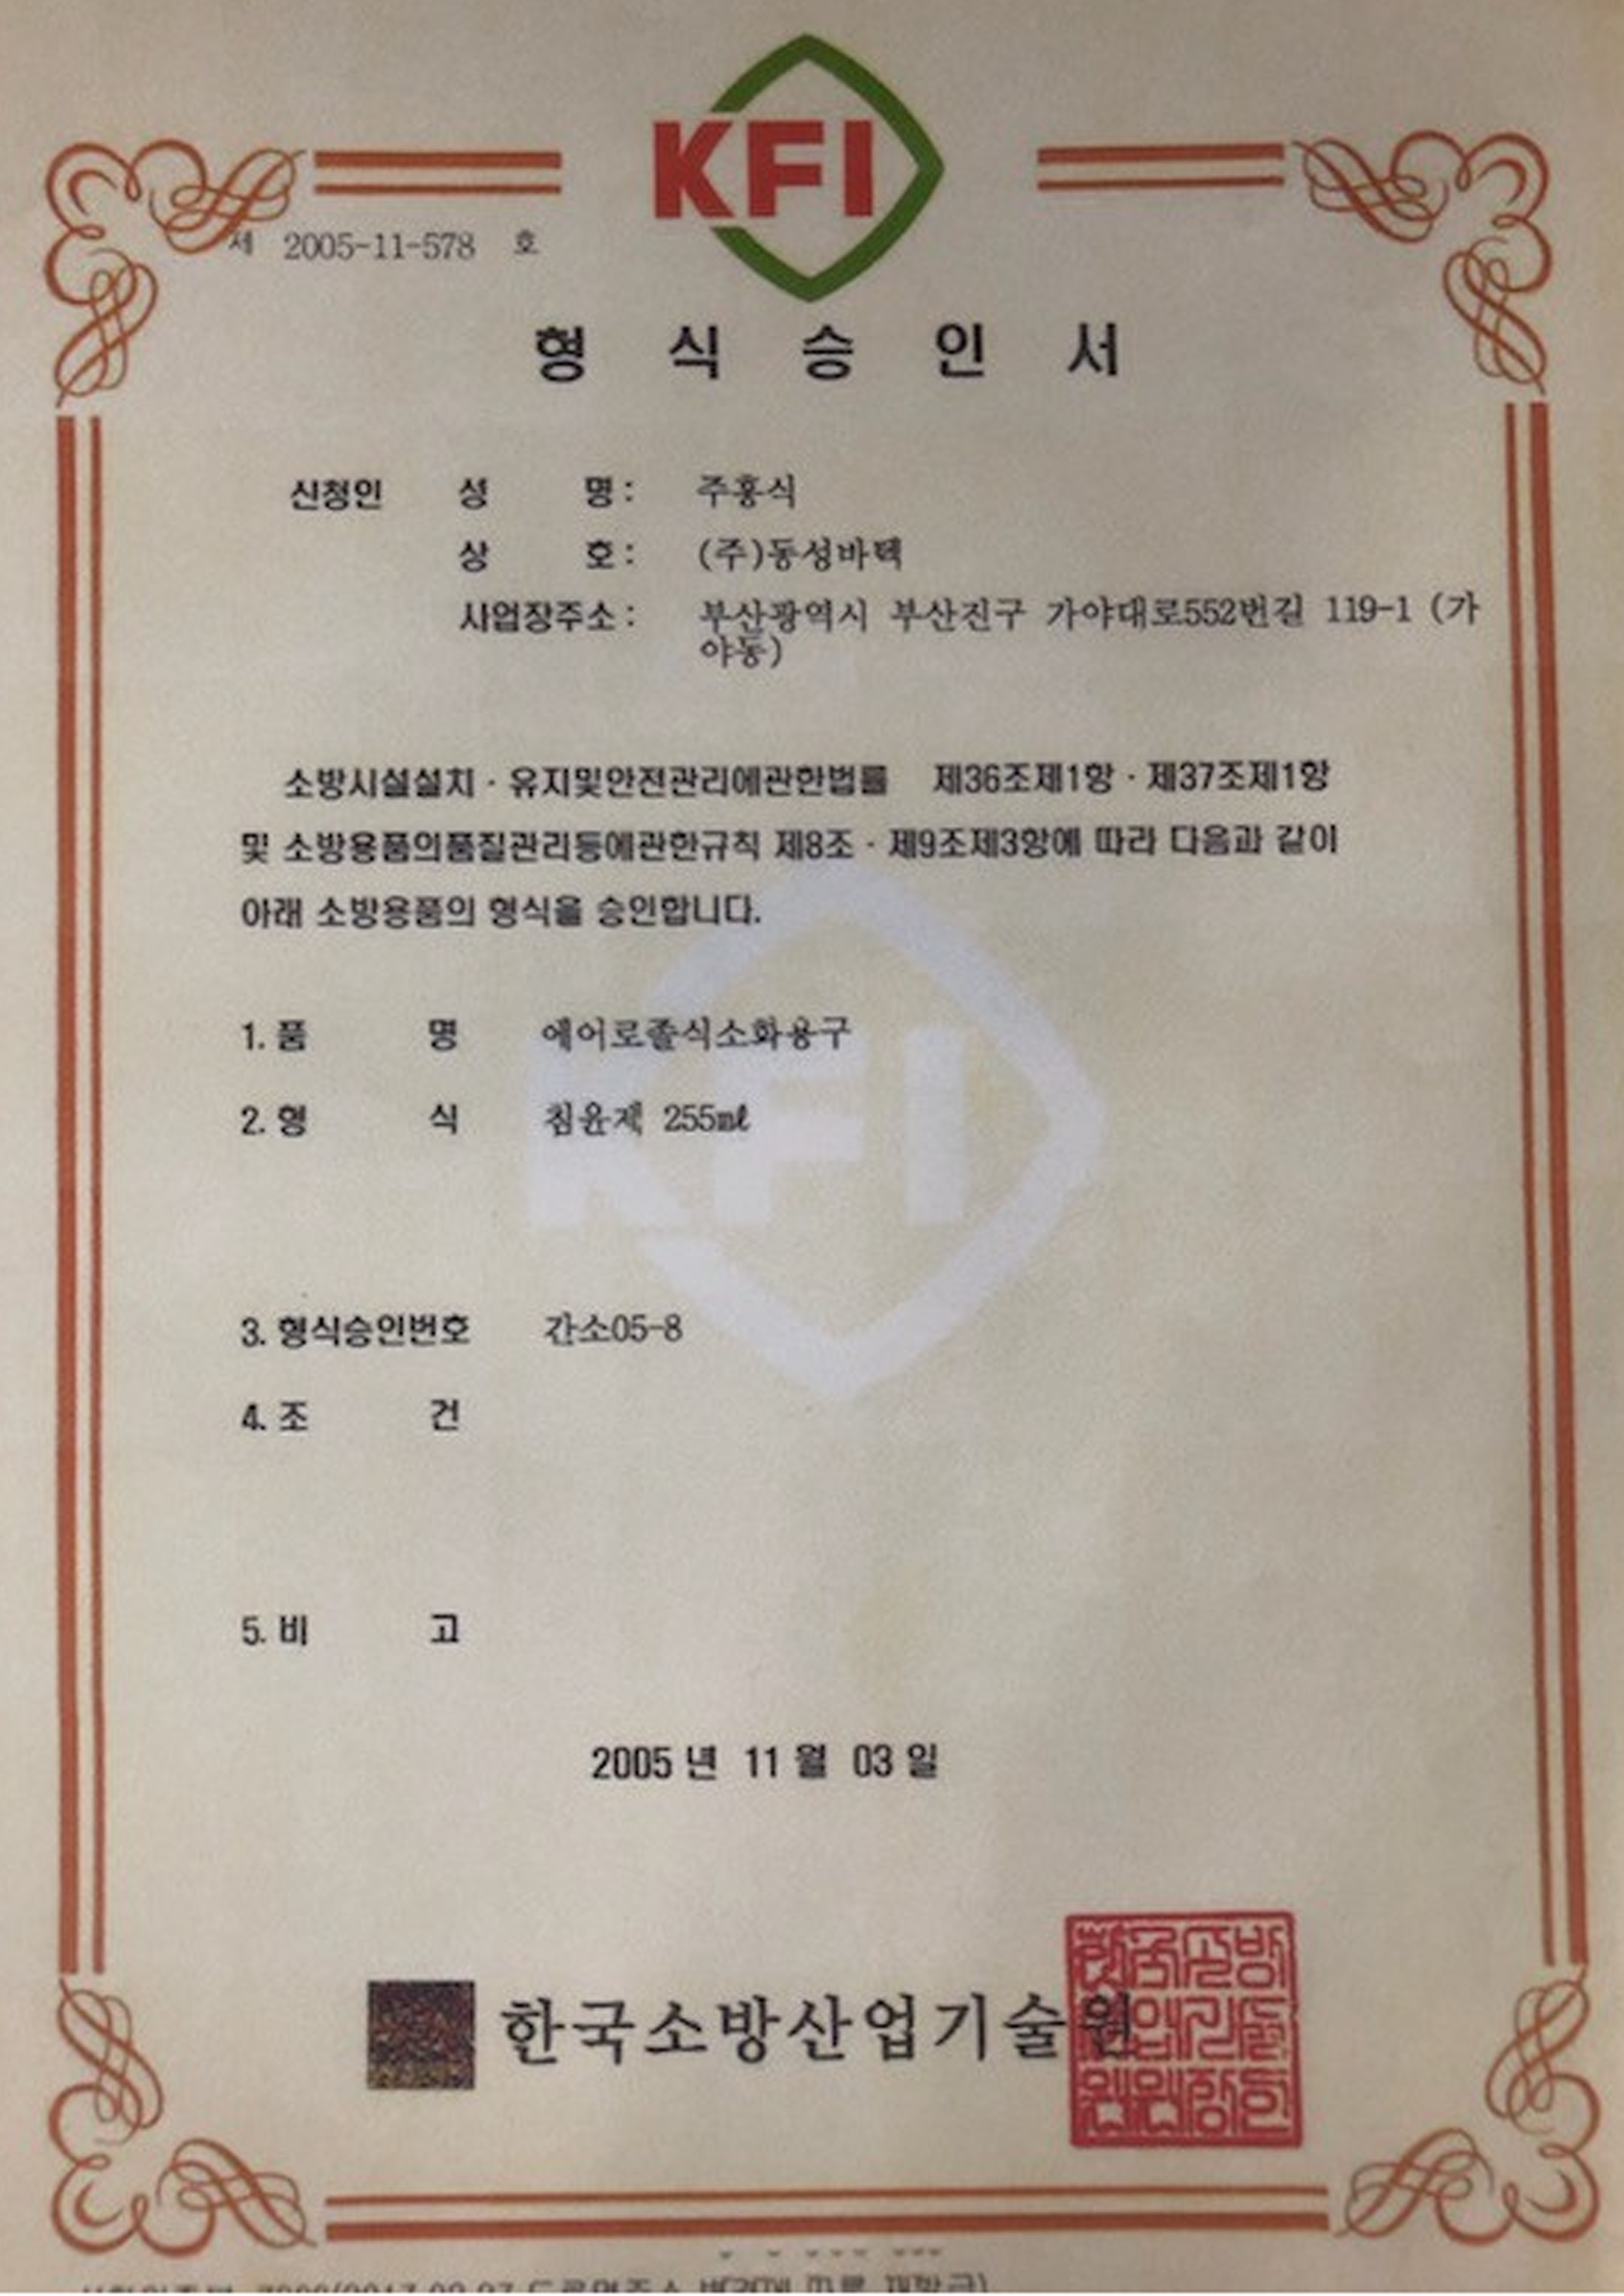 KFI
제 2005-11-578 호
형 식 승 인 서
신청인 성 명 : 주흥식
상 호 : (주)동성바텍
사업장주소 : 부산광역시 부산진구 가야대로552번길 119-1 (가
야동)
소방시설설치·유지및안전관리에관한법률 제36조제1항·제37조제1항
및 소방용품의품질관리등에관한규칙 제8조·제9조제3항에 따라 다음과 같이
아래 소방용품의 형식을 승인합니다.
KFI
1. 품 명 에어로졸식소화용구
2. 형 식 침윤제 255㎖
3. 형식승인번호 간소05-8
4. 조 건
5. 비 고
2005 년 11 월 03 일
한국소방산업기술원